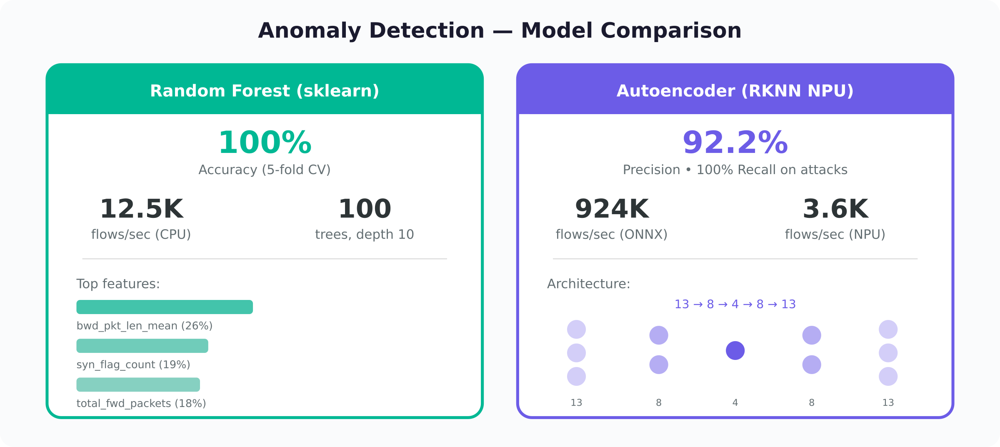 Anomaly Detection — Model Comparison
Random Forest (sklearn)
100%
Accuracy (5-fold CV)
12.5K
flows/sec (CPU)
100
trees, depth 10
Top features:
bwd_pkt_len_mean (26%)
syn_flag_count (19%)
total_fwd_packets (18%)
Autoencoder (RKNN NPU)
92.2%
Precision • 100% Recall on attacks
924K
flows/sec (ONNX)
3.6K
flows/sec (NPU)
Architecture:
13 → 8 → 4 → 8 → 13
13 8 4 8 13